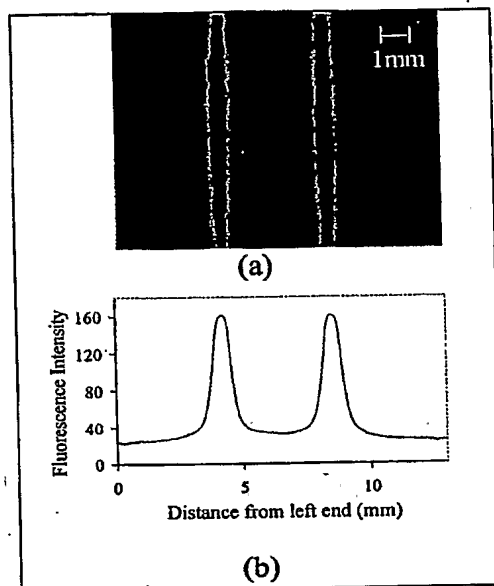 1mm
(a)
Fluorescence Intensity
160
120
80
40
0
0 5 10
Distance from left end (mm)
(b)